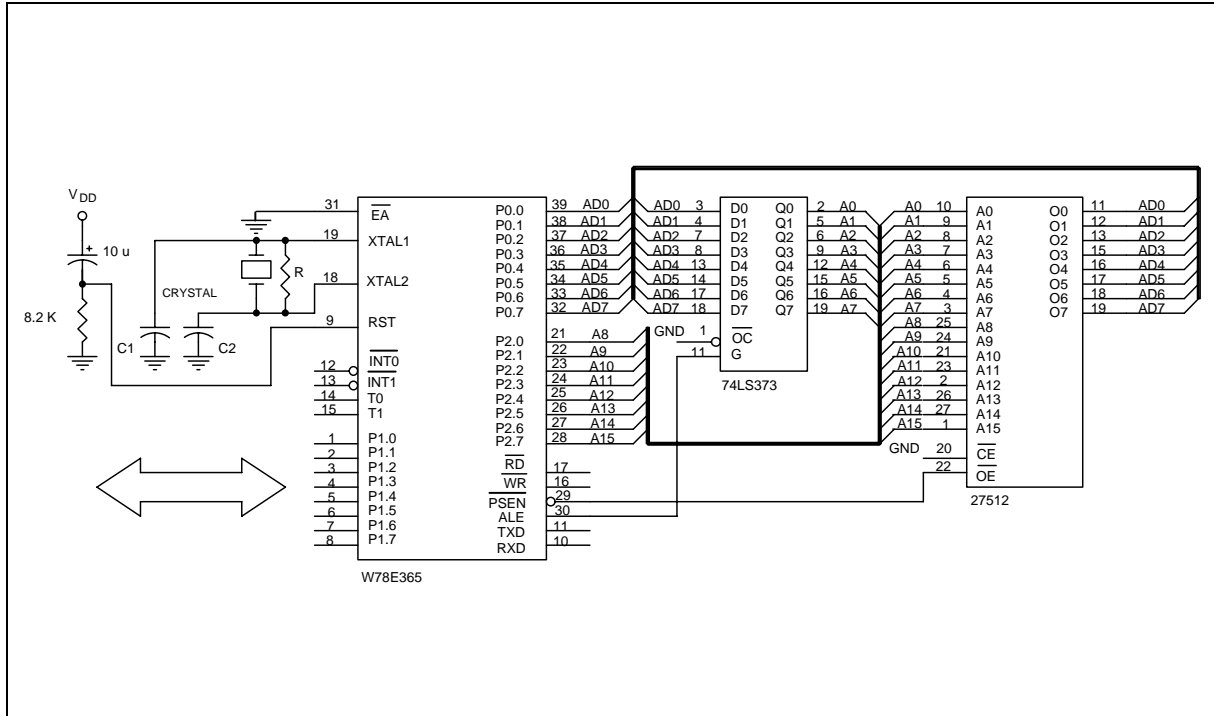 VDD
10 u
8.2 K
C1
C2
CRYSTAL
R
31 EA
19 XTAL1
18 XTAL2
9 RST
12 INT0
13 INT1
14 T0
15 T1
1 P1.0
2 P1.1
3 P1.2
4 P1.3
5 P1.4
6 P1.5
7 P1.6
8 P1.7
P0.0 39 AD0
P0.1 38 AD1
P0.2 37 AD2
P0.3 36 AD3
P0.4 35 AD4
P0.5 34 AD5
P0.6 33 AD6
P0.7 32 AD7
P2.0 21 A8
P2.1 22 A9
P2.2 23 A10
P2.3 24 A11
P2.4 25 A12
P2.5 26 A13
P2.6 27 A14
P2.7 28 A15
RD 17
WR 16
PSEN 29
ALE 30
TXD 11
RXD 10
W78E365
AD0 3 D0 Q0 2 A0
AD1 4 D1 Q1 5 A1
AD2 7 D2 Q2 6 A2
AD3 8 D3 Q3 9 A3
AD4 13 D4 Q4 12 A4
AD5 14 D5 Q5 15 A5
AD6 17 D6 Q6 16 A6
AD7 18 D7 Q7 19 A7
GND 1 OC
11 G
74LS373
A0 10 A0 O0 11 AD0
A1 9 A1 O1 12 AD1
A2 8 A2 O2 13 AD2
A3 7 A3 O3 15 AD3
A4 6 A4 O4 16 AD4
A5 5 A5 O5 17 AD5
A6 4 A6 O6 18 AD6
A7 3 A7 O7 19 AD7
A8 25 A8
A9 24 A9
A10 21 A10
A11 23 A11
A12 2 A12
A13 26 A13
A14 27 A14
A15 1 A15
GND 20 CE
22 OE
27512